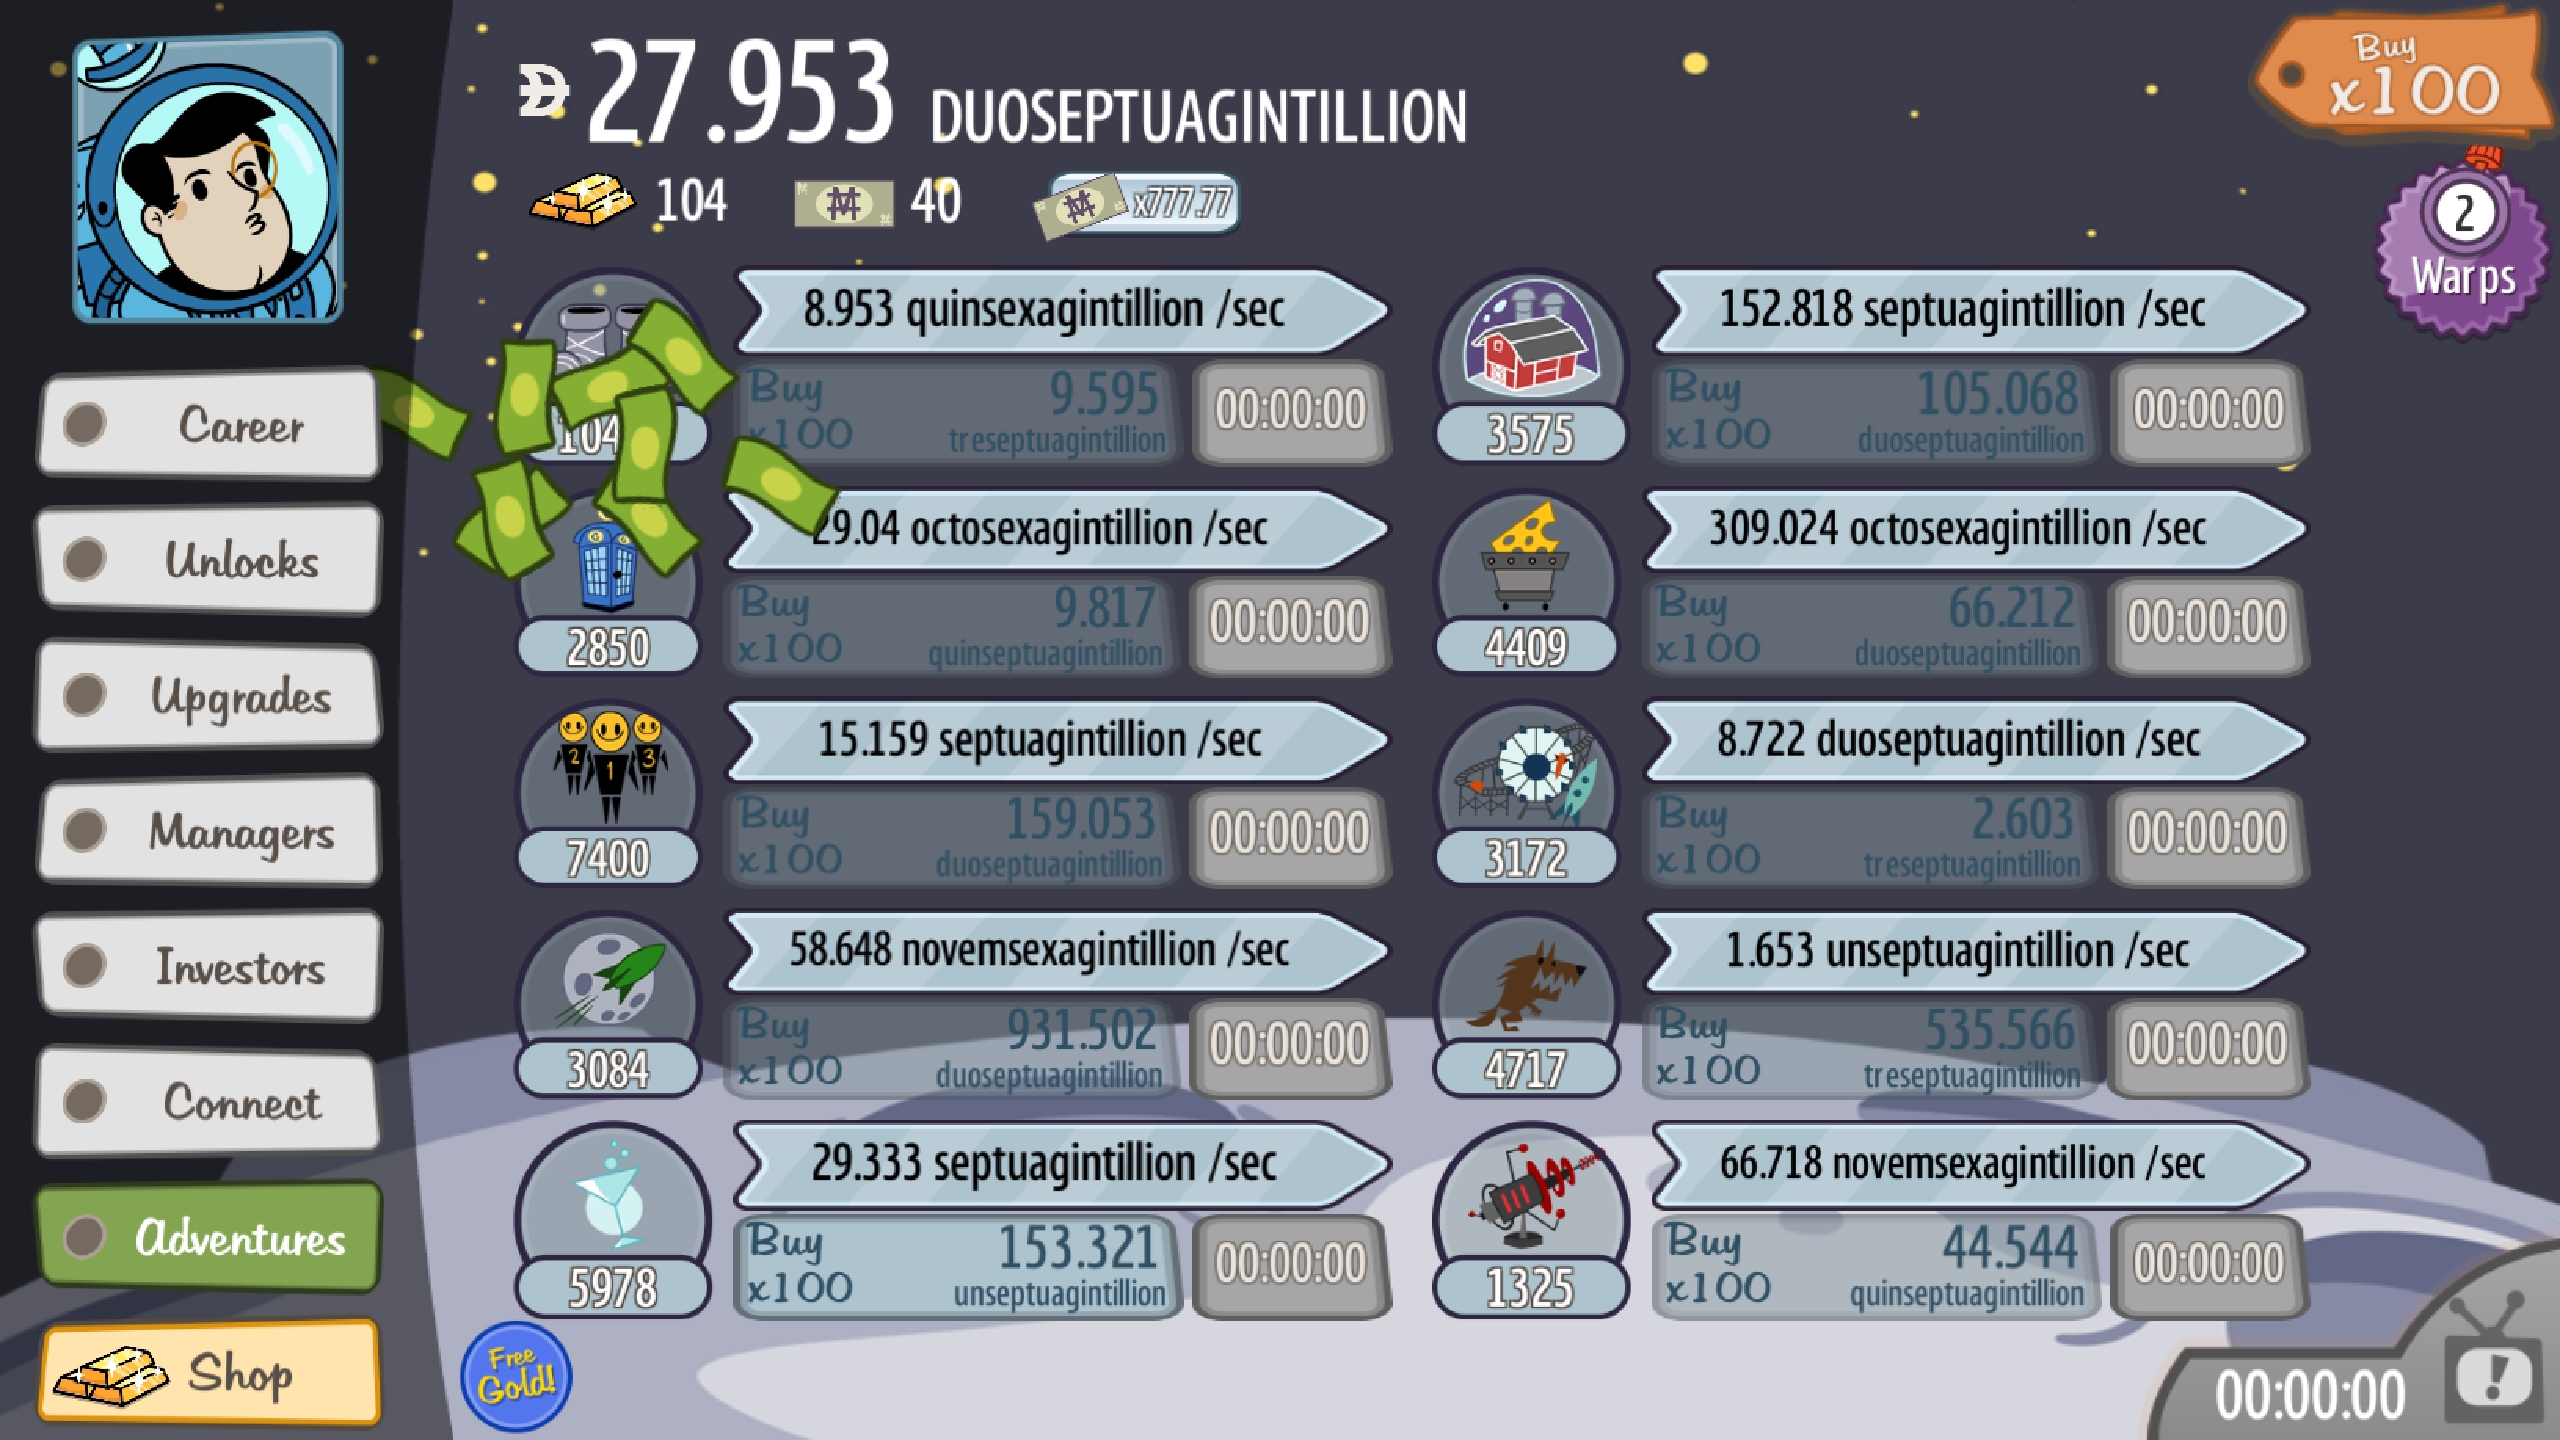 27.953 DUOSEPTUAGINTILLION
Buy
x100
104
40
x777.77
2
Warps
Career
Unlocks
Upgrades
Managers
Investors
Connect
Adventures
Shop
8.953 quinsexagintillion /sec
Buy
x100
9.595
treseptuagintillion
00:00:00
152.818 septuagintillion /sec
3575
Buy
x100
105.068
duoseptuagintillion
00:00:00
29.04 octosexagintillion /sec
2850
Buy
x100
9.817
quinseptuagintillion
00:00:00
309.024 octosexagintillion /sec
4409
Buy
x100
66.212
duoseptuagintillion
00:00:00
2 1 3
15.159 septuagintillion /sec
7400
Buy
x100
159.053
duoseptuagintillion
00:00:00
8.722 duoseptuagintillion /sec
3172
Buy
x100
2.603
treseptuagintillion
00:00:00
58.648 novemsexagintillion /sec
3084
Buy
x100
931.502
duoseptuagintillion
00:00:00
1.653 unseptuagintillion /sec
4717
Buy
x100
535.566
treseptuagintillion
00:00:00
29.333 septuagintillion /sec
5978
Buy
x100
153.321
unseptuagintillion
00:00:00
66.718 novemsexagintillion /sec
1325
Buy
x100
44.544
quinseptuagintillion
00:00:00
Free
Gold!
00:00:00
!